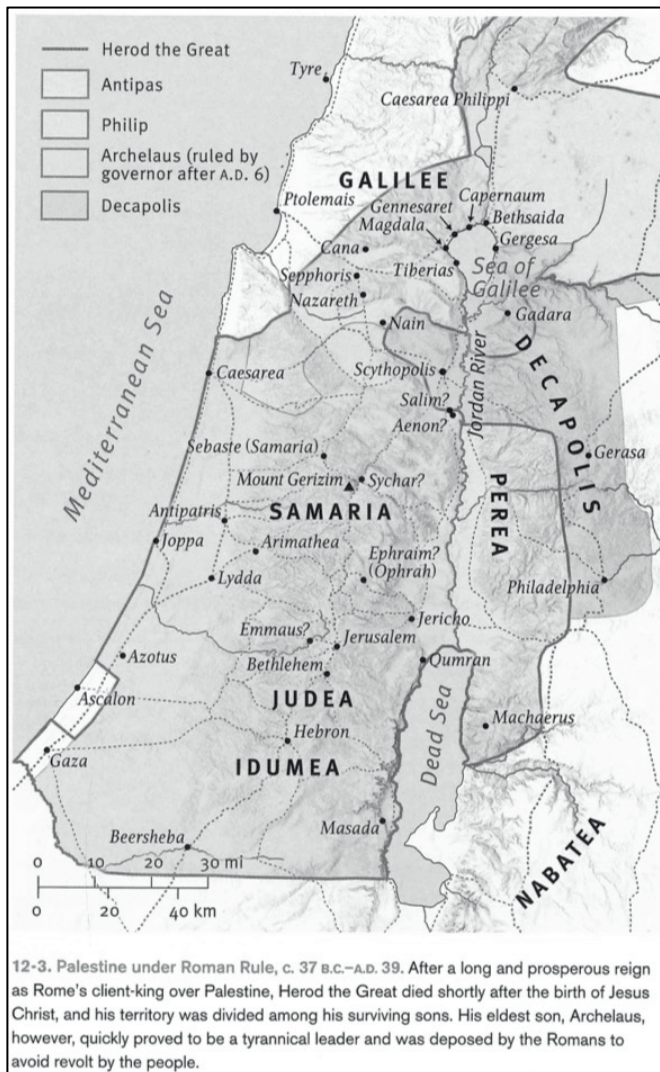 Herod the Great
Antipas
Philip
Archelaus (ruled by
governor after A.D. 6)
Decapolis
Tyre
Caesarea Philippi
GALILEE
Ptolemais
Capernaum
Gennesaret
Bethsaida
Magdala
Gergesa
Cana
Tiberias
Sea of
Galilee
Sepphoris
Nazareth
Gadara
Nain
Mediterranean Sea
Jordan River
DECAPOLIS
Caesarea
Scythopolis
Salim?
Aenon?
Sebaste (Samaria)
Gerasa
Mount Gerizim
Sychar?
PEREA
Antipatris
SAMARIA
Joppa
Arimathea
Ephraim?
(Ophrah)
Lydda
Philadelphia
Jericho
Emmaus?
Jerusalem
Azotus
Bethlehem
Qumran
Ascalon
JUDEA
Dead Sea
Machaerus
Hebron
Gaza
IDUMEA
Masada
Beersheba
NABATEA
0 10 20 30 mi
0 20 40 km
12-3. Palestine under Roman Rule, c. 37 B.C.–A.D. 39. After a long and prosperous reign
as Rome's client-king over Palestine, Herod the Great died shortly after the birth of Jesus
Christ, and his territory was divided among his surviving sons. His eldest son, Archelaus,
however, quickly proved to be a tyrannical leader and was deposed by the Romans to
avoid revolt by the people.